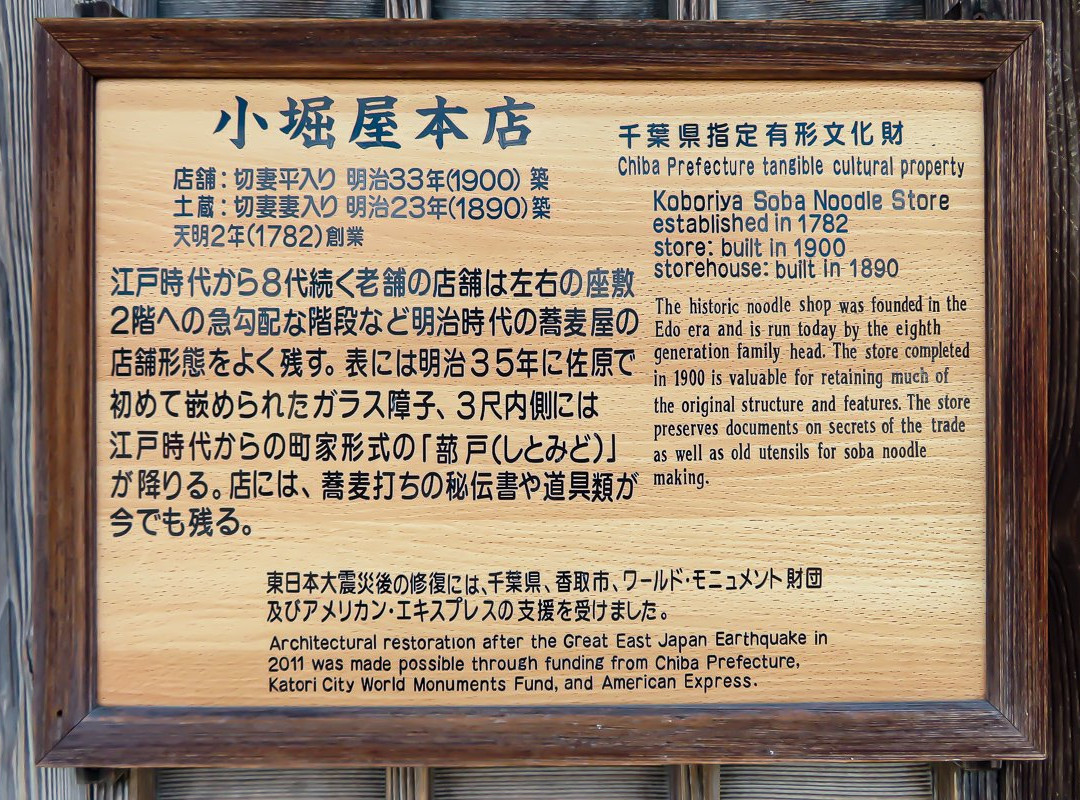 小堀屋本店
店舗：切妻平入り 明治33年(1900) 築
土蔵：切妻妻入り 明治23年(1890)築
天明2年(1782)創業
江戸時代から8代続く老舗の店舗は左右の座敷
2階への急勾配な階段など明治時代の蕎麦屋の
店舗形態をよく残す。表には明治35年に佐原で
初めて嵌められたガラス障子、3尺内側には
江戸時代からの町家形式の「蔀戸(しとみど)」
が降りる。店には、蕎麦打ちの秘伝書や道具類が
今でも残る。
千葉県指定有形文化財
Chiba Prefecture tangible cultural property
Koboriya Soba Noodle Store
established in 1782
store: built in 1900
storehouse: built in 1890
The historic noodle shop was founded in the
Edo era and is run today by the eighth
generation family head. The store completed
in 1900 is valuable for retaining much of
the original structure and features. The store
preserves documents on secrets of the trade
as well as old utensils for soba noodle
making.
東日本大震災後の修復には、千葉県、香取市、ワールド・モニュメント財団
及びアメリカン・エキスプレスの支援を受けました。
Architectural restoration after the Great East Japan Earthquake in
2011 was made possible through funding from Chiba Prefecture,
Katori City World Monuments Fund, and American Express.